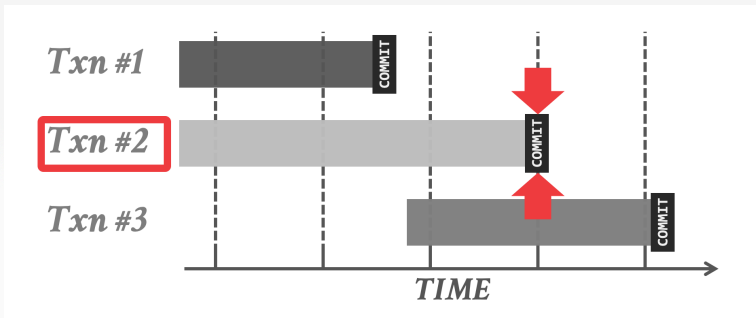 Txn #1
COMMIT
Txn #2
COMMIT
Txn #3
COMMIT
TIME